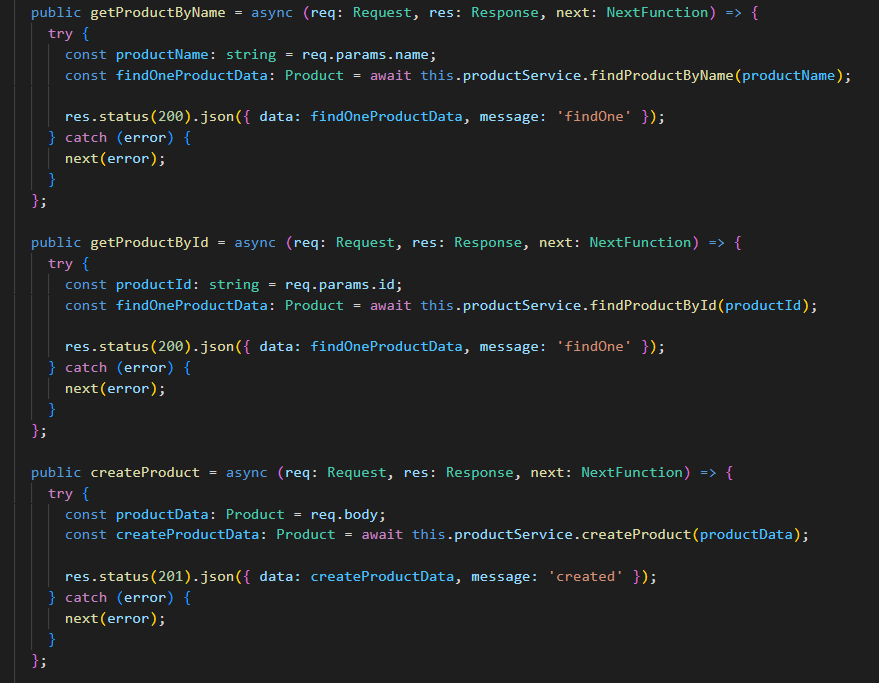 public getProductByName = async (req: Request, res: Response, next: NextFunction) => {
try {
const productName: string = req.params.name;
const findOneProductData: Product = await this.productService.findProductByName(productName);
res.status(200).json({ data: findOneProductData, message: 'findOne' });
} catch (error) {
next(error);
}
};
public getProductById = async (req: Request, res: Response, next: NextFunction) => {
try {
const productId: string = req.params.id;
const findOneProductData: Product = await this.productService.findProductById(productId);
res.status(200).json({ data: findOneProductData, message: 'findOne' });
} catch (error) {
next(error);
}
};
public createProduct = async (req: Request, res: Response, next: NextFunction) => {
try {
const productData: Product = req.body;
const createProductData: Product = await this.productService.createProduct(productData);
res.status(201).json({ data: createProductData, message: 'created' });
} catch (error) {
next(error);
}
};